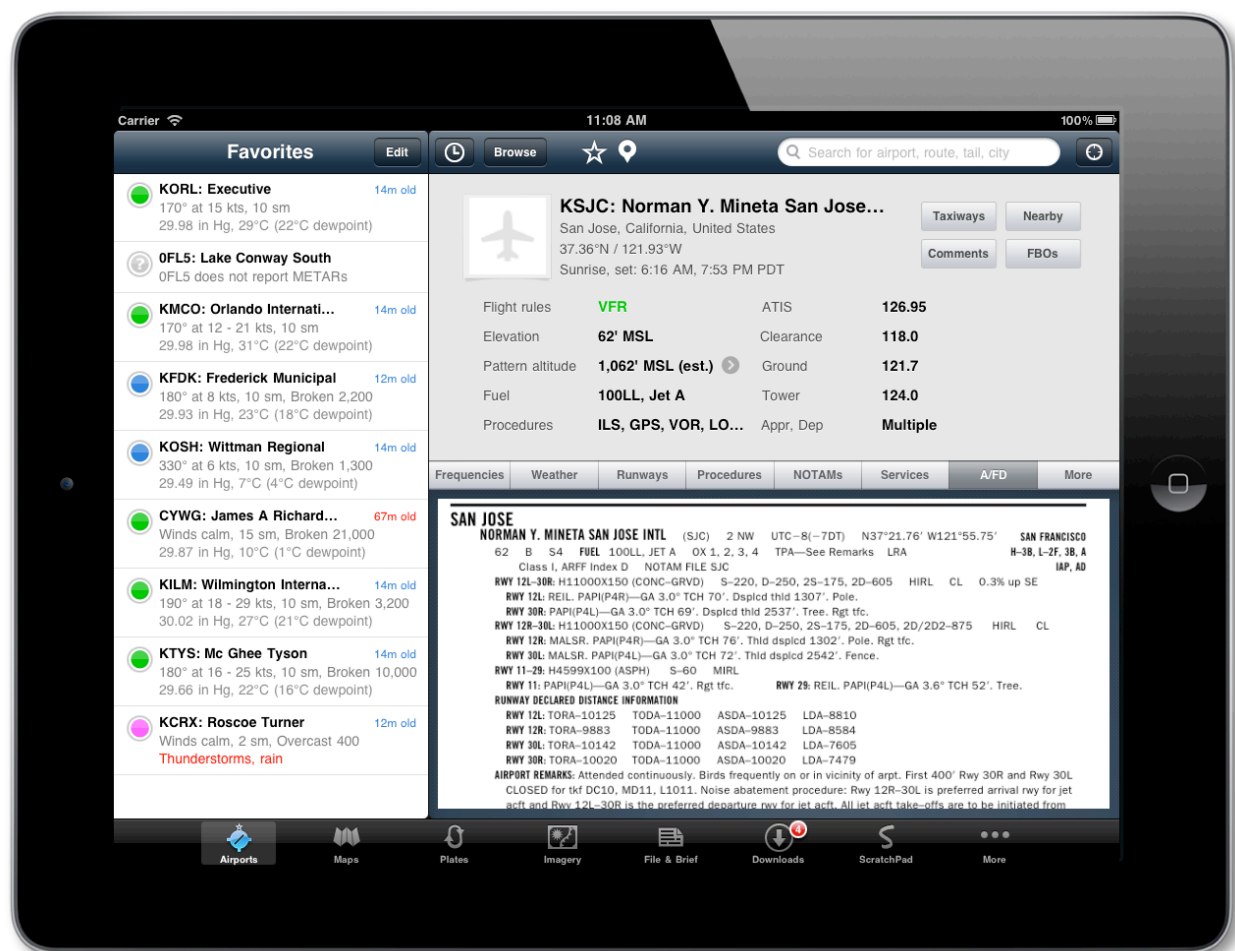 Carrier
11:08 AM
100%
Favorites
Edit
Browse
Search for airport, route, tail, city
KORL: Executive
14m old
170° at 15 kts, 10 sm
29.98 in Hg, 29°C (22°C dewpoint)
0FL5: Lake Conway South
0FL5 does not report METARs
KMCO: Orlando Internati...
14m old
170° at 12 - 21 kts, 10 sm
29.98 in Hg, 31°C (22°C dewpoint)
KFDK: Frederick Municipal
12m old
180° at 8 kts, 10 sm, Broken 2,200
29.93 in Hg, 23°C (18°C dewpoint)
KOSH: Wittman Regional
14m old
330° at 6 kts, 10 sm, Broken 1,300
29.49 in Hg, 7°C (4°C dewpoint)
CYWG: James A Richard...
67m old
Winds calm, 15 sm, Broken 21,000
29.87 in Hg, 10°C (1°C dewpoint)
KILM: Wilmington Interna...
14m old
190° at 18 - 29 kts, 10 sm, Broken 3,200
30.02 in Hg, 27°C (21°C dewpoint)
KTYS: Mc Ghee Tyson
14m old
180° at 16 - 25 kts, 10 sm, Broken 10,000
29.66 in Hg, 22°C (16°C dewpoint)
KCRX: Roscoe Turner
12m old
Winds calm, 2 sm, Overcast 400
Thunderstorms, rain
KSJC: Norman Y. Mineta San Jose...
San Jose, California, United States
37.36°N / 121.93°W
Sunrise, set: 6:16 AM, 7:53 PM PDT
Taxiways
Nearby
Comments
FBOs
Flight rules VFR ATIS 126.95
Elevation 62' MSL Clearance 118.0
Pattern altitude 1,062' MSL (est.) Ground 121.7
Fuel 100LL, Jet A Tower 124.0
Procedures ILS, GPS, VOR, LO... Appr, Dep Multiple
Frequencies Weather Runways Procedures NOTAMs Services A/FD More
SAN JOSE
NORMAN Y. MINETA SAN JOSE INTL (SJC) 2 NW UTC–8(–7DT) N37°21.76' W121°55.75' SAN FRANCISCO
62 B S4 FUEL 100LL, JET A OX 1, 2, 3, 4 TPA—See Remarks LRA H–3B, L–2F, 3B, A
Class I, ARFF Index D NOTAM FILE SJC IAP, AD
RWY 12L–30R: H11000X150 (CONC–GRVD) S–220, D–250, 2S–175, 2D–605 HIRL CL 0.3% up SE
RWY 12L: REIL. PAPI(P4L)—GA 3.0° TCH 70'. Dsplcd thld 1307'. Pole.
RWY 30R: PAPI(P4L)—GA 3.0° TCH 69'. Dsplcd thld 2537'. Tree. Rgt tfc.
RWY 12R–30L: H11000X150 (CONC–GRVD) S–220, D–250, 2S–175, 2D–605, 2D/2D2–875 HIRL CL
RWY 12R: MALSR. PAPI(P4R)—GA 3.0° TCH 76'. Thld dsplcd 1302'. Pole. Rgt tfc.
RWY 30L: MALSR. PAPI(P4L)—GA 3.0° TCH 72'. Thld dsplcd 2542'. Fence.
RWY 11–29: H4599X100 (ASPH) S–60 MIRL
RWY 11: PAPI(P4L)—GA 3.0° TCH 42'. Rgt tfc. RWY 29: REIL. PAPI(P4L)—GA 3.6° TCH 52'. Tree.
RUNWAY DECLARED DISTANCE INFORMATION
RWY 12L: TORA–10125 TODA–11000 ASDA–10125 LDA–8810
RWY 12R: TORA–9883 TODA–11000 ASDA–9883 LDA–8584
RWY 30L: TORA–10142 TODA–11000 ASDA–10142 LDA–7605
RWY 30R: TORA–10020 TODA–11000 ASDA–10020 LDA–7479
AIRPORT REMARKS: Attended continuously. Birds frequently on or in vicinity of arpt. First 400' Rwy 30R and Rwy 30L
CLOSED for tkf DC10, MD11, L1011. Noise abatement procedure: Rwy 12R–30L is preferred arrival rwy for jet
acft and Rwy 12L–30R is the preferred departure rwy for jet acft. All jet acft take–offs are to be initiated from
4
Airports Maps Plates Imagery File & Brief Downloads ScratchPad More